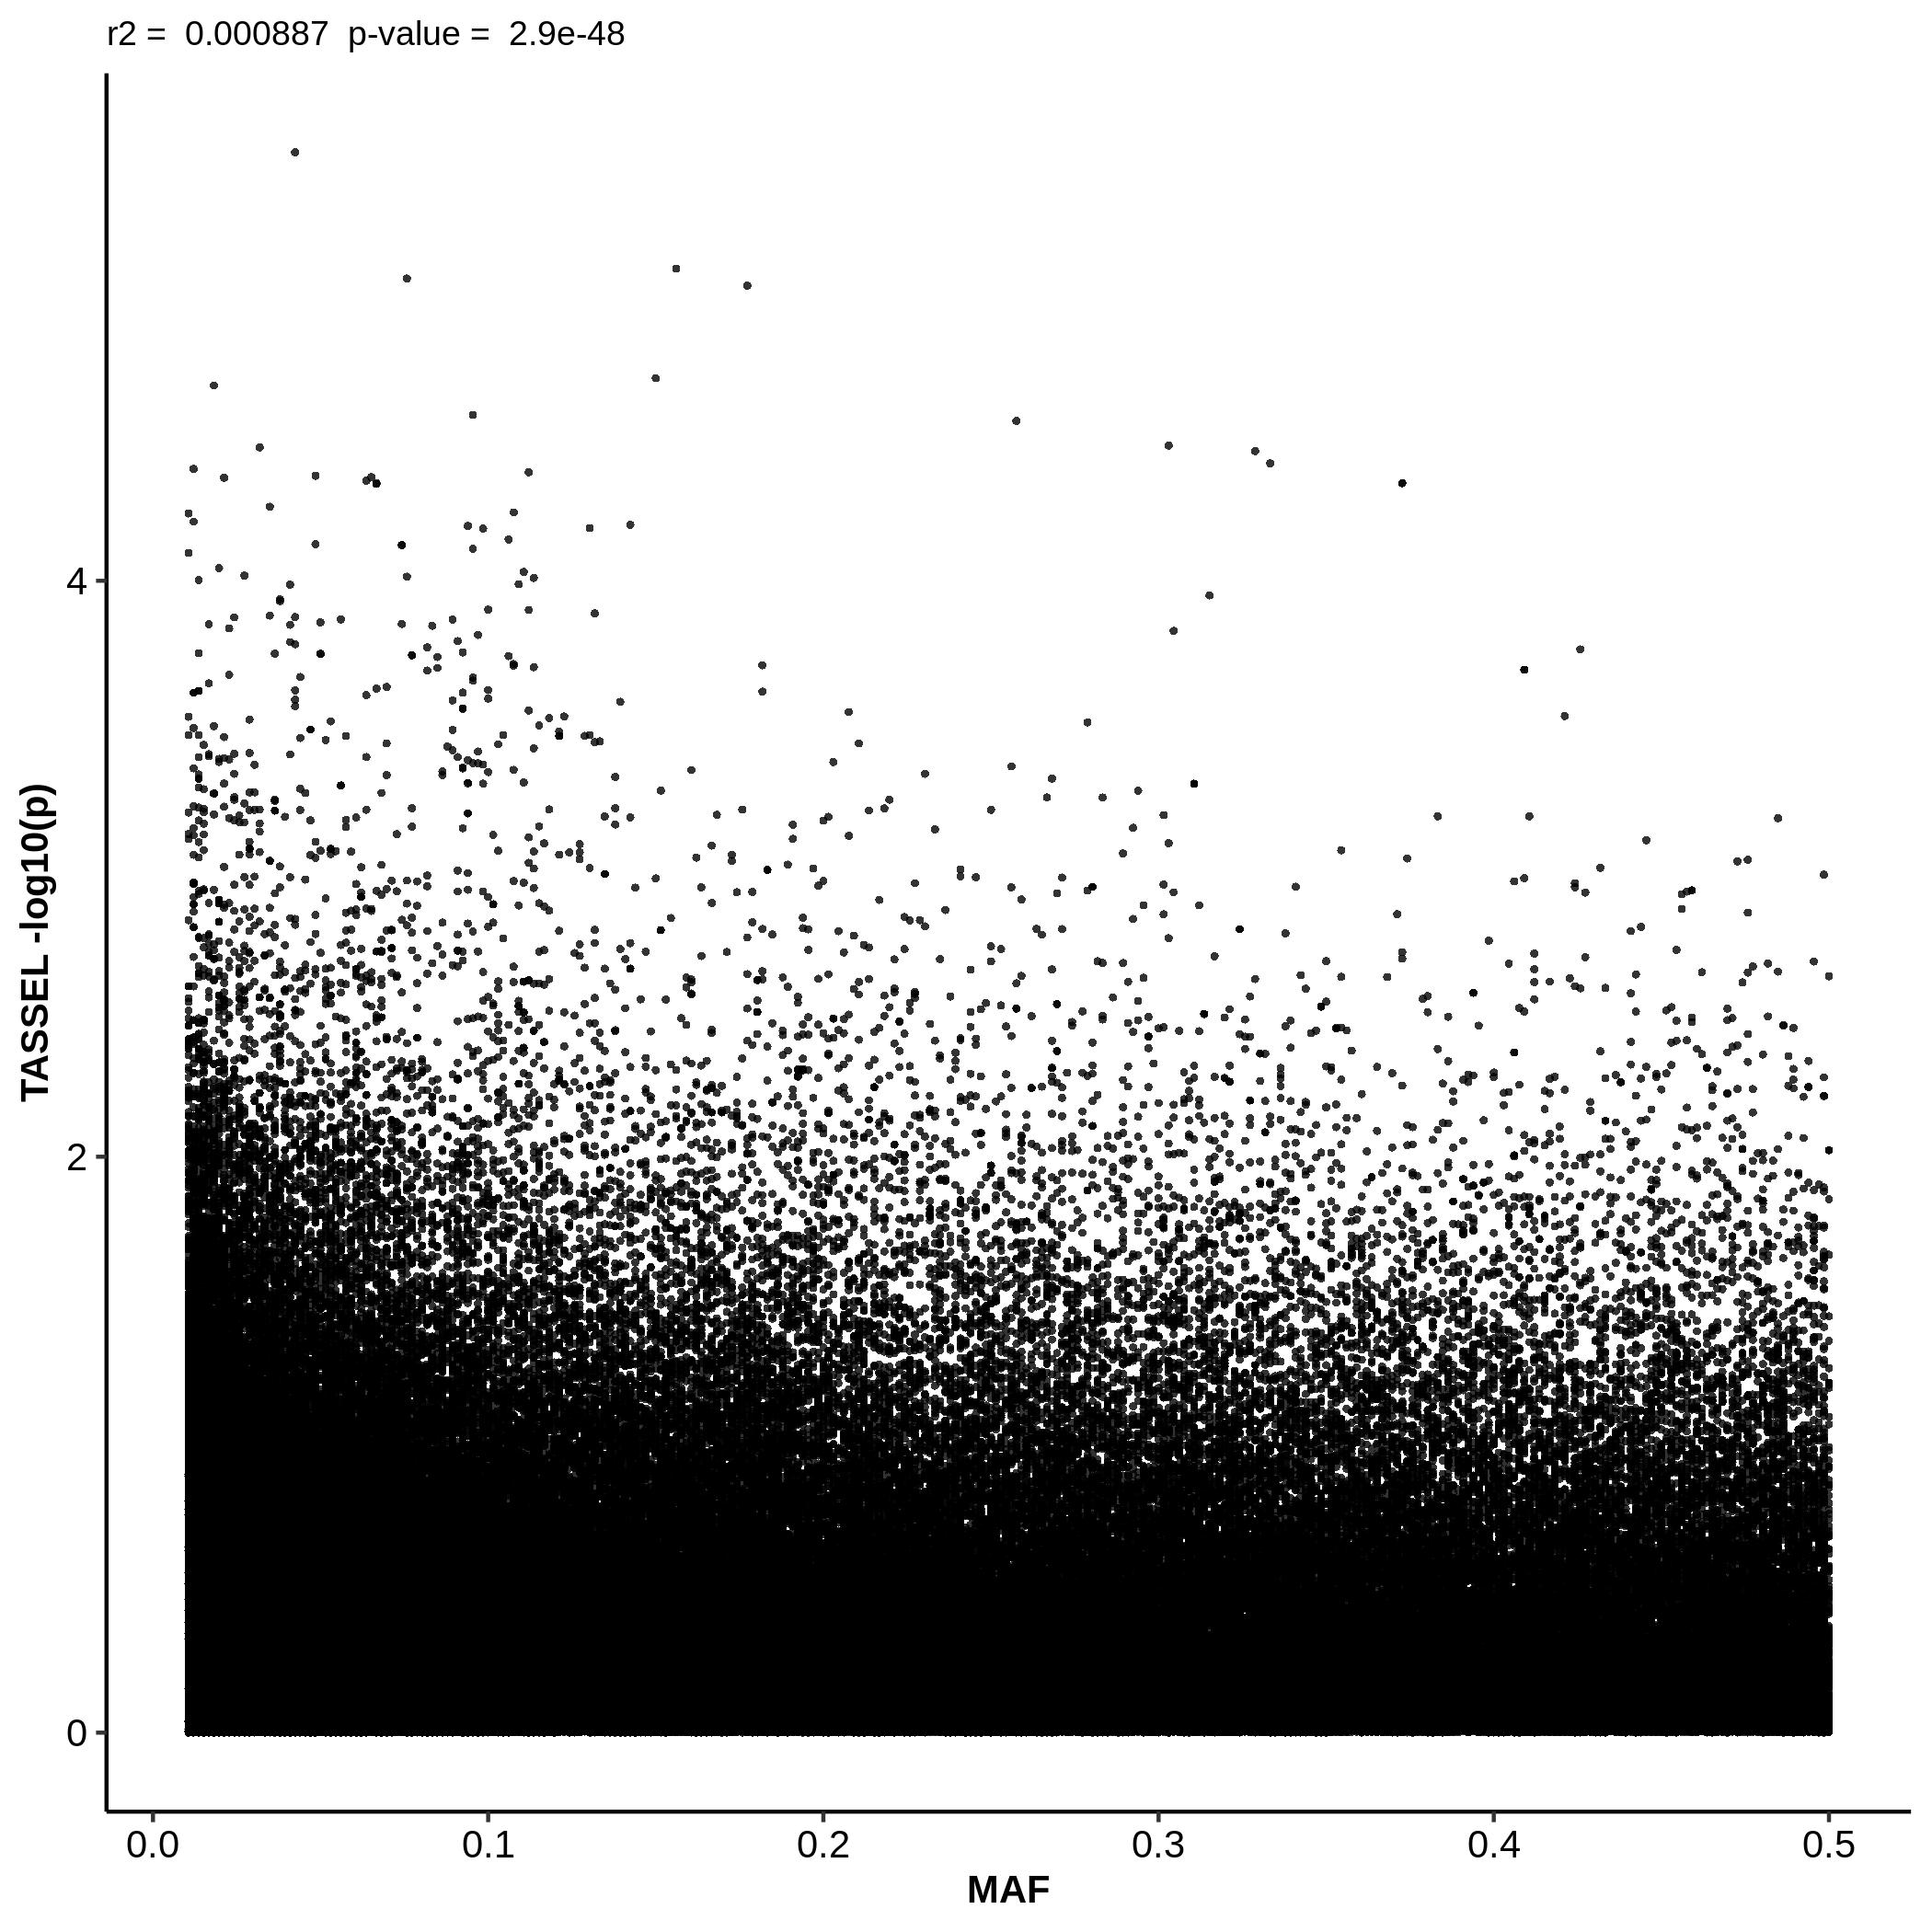 r2 =  0.000887  p-value =  2.9e-48
TASSEL -log10(p)
4
2
0
0.0 0.1 0.2 0.3 0.4 0.5
MAF